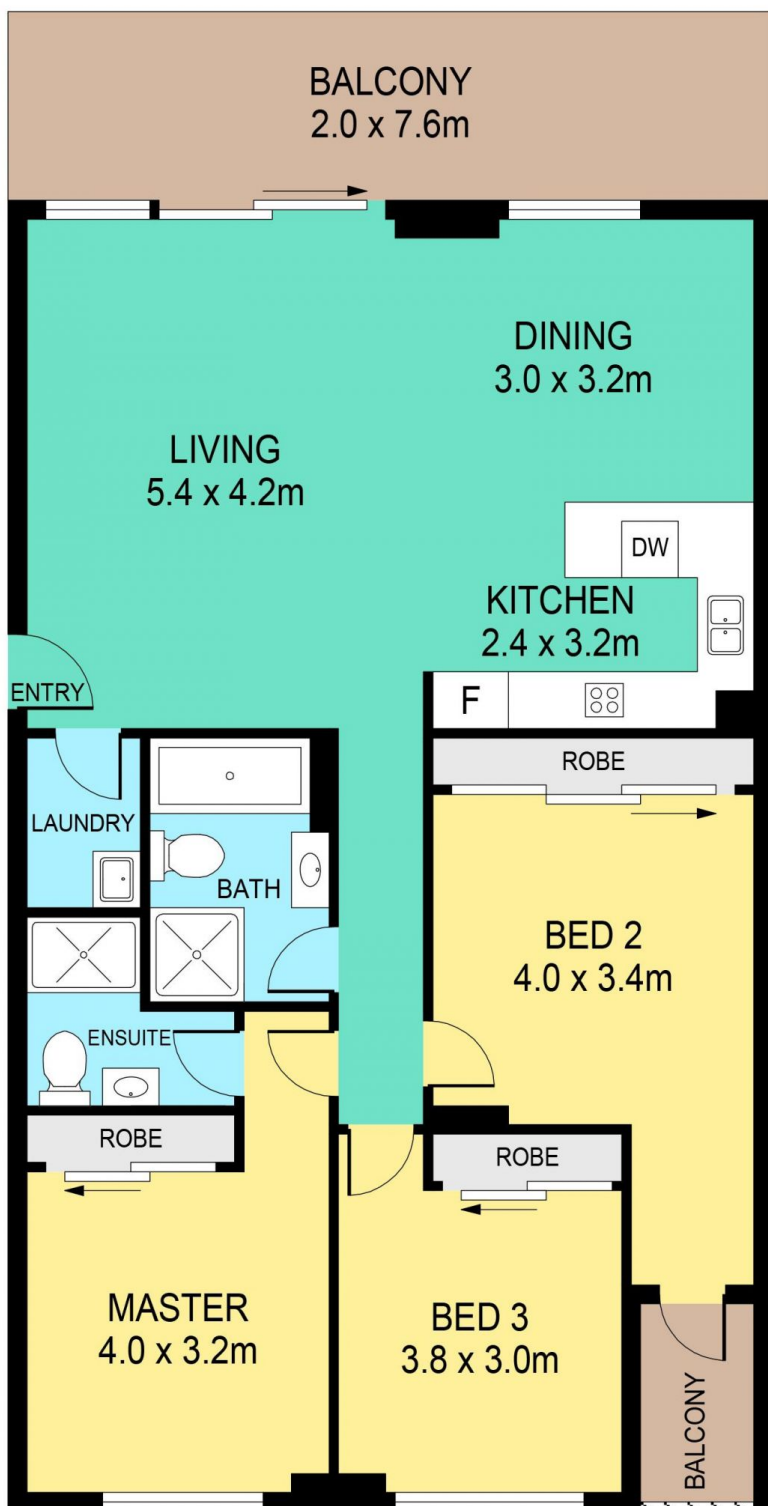 BALCONY
2.0 x 7.6m
DINING
3.0 x 3.2m
LIVING
5.4 x 4.2m
DW
KITCHEN
2.4 x 3.2m
ENTRY
F
ROBE
LAUNDRY
BATH
BED 2
4.0 x 3.4m
ENSUITE
ROBE
ROBE
MASTER
4.0 x 3.2m
BED 3
3.8 x 3.0m
BALCONY